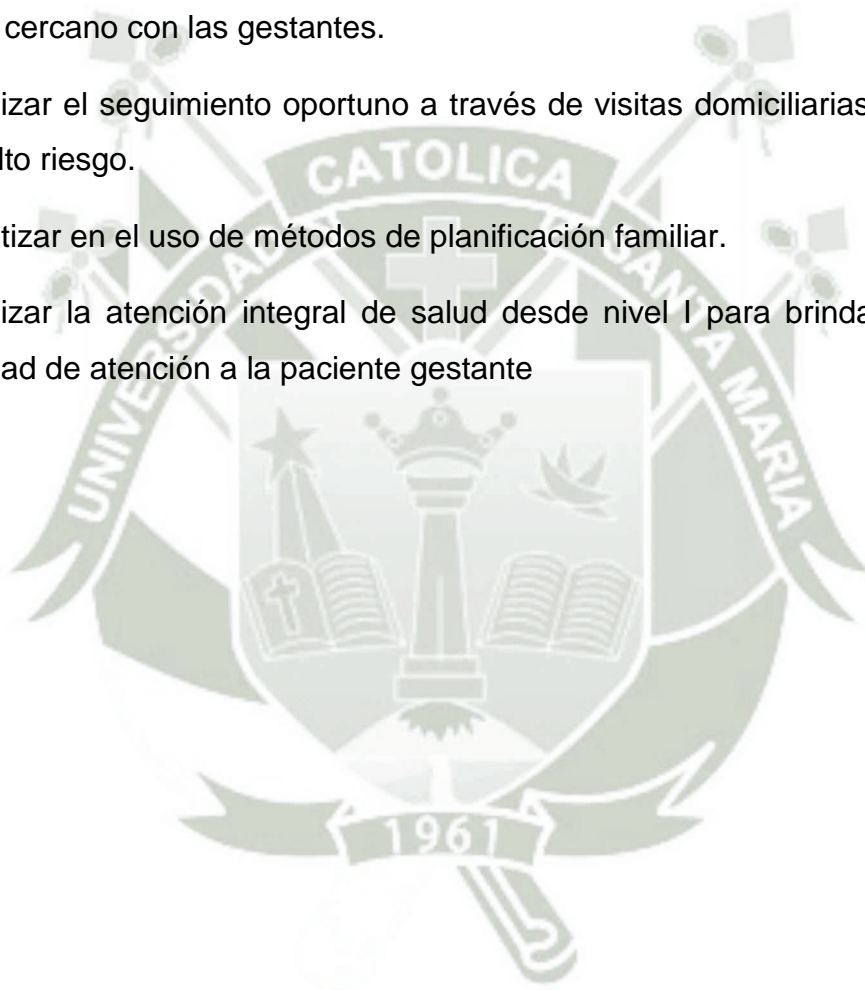 cercano con las gestantes.
izar el seguimiento oportuno a través de visitas domiciliarias
lto riesgo.
tizar en el uso de métodos de planificación familiar.
izar la atención integral de salud desde nivel I para brinda
ad de atención a la paciente gestante
UNIVERSIDAD CATOLICA SANTA MARIA
1961